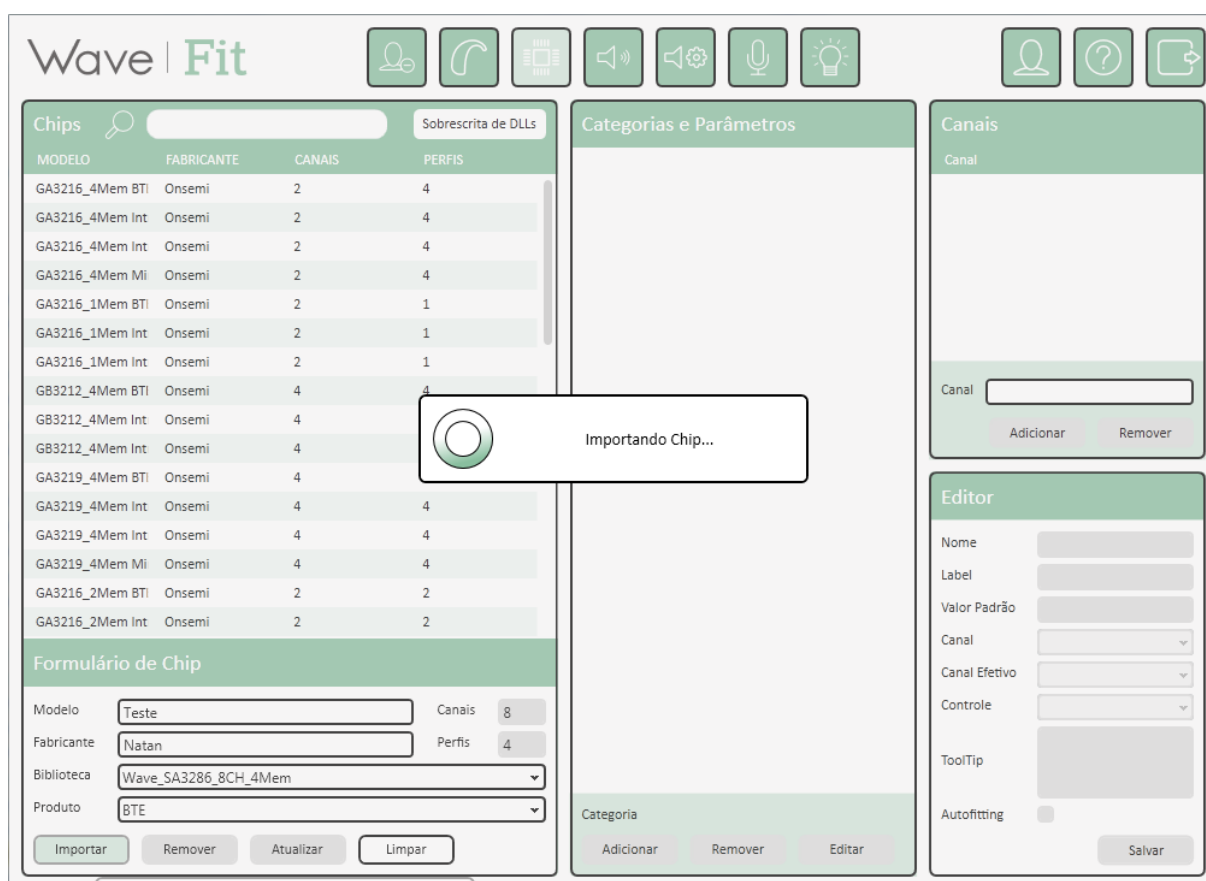 Wave | Fit
Chips
Sobrescrita de DLLs
MODELO FABRICANTE CANAIS PERFIS
GA3216_4Mem BTE Onsemi 2 4
GA3216_4Mem Int Onsemi 2 4
GA3216_4Mem Int Onsemi 2 4
GA3216_4Mem Mi Onsemi 2 4
GA3216_1Mem BTE Onsemi 2 1
GA3216_1Mem Int Onsemi 2 1
GA3216_1Mem Int Onsemi 2 1
GB3212_4Mem BTE Onsemi 4 4
GB3212_4Mem Int Onsemi 4
GB3212_4Mem Int Onsemi 4
GA3219_4Mem BTE Onsemi 4
GA3219_4Mem Int Onsemi 4 4
GA3219_4Mem Int Onsemi 4 4
GA3219_4Mem Mi Onsemi 4 4
GA3216_2Mem BTE Onsemi 2 2
GA3216_2Mem Int Onsemi 2 2
Formulário de Chip
Modelo Teste Canais 8
Fabricante Natan Perfis 4
Biblioteca Wave_SA3286_8CH_4Mem
Produto BTE
Importar Remover Atualizar Limpar
Importando Chip...
Categorias e Parâmetros
Categoria
Adicionar Remover Editar
Canais
Canal
Canal
Adicionar Remover
Editor
Nome
Label
Valor Padrão
Canal
Canal Efetivo
Controle
ToolTip
Autofitting
Salvar